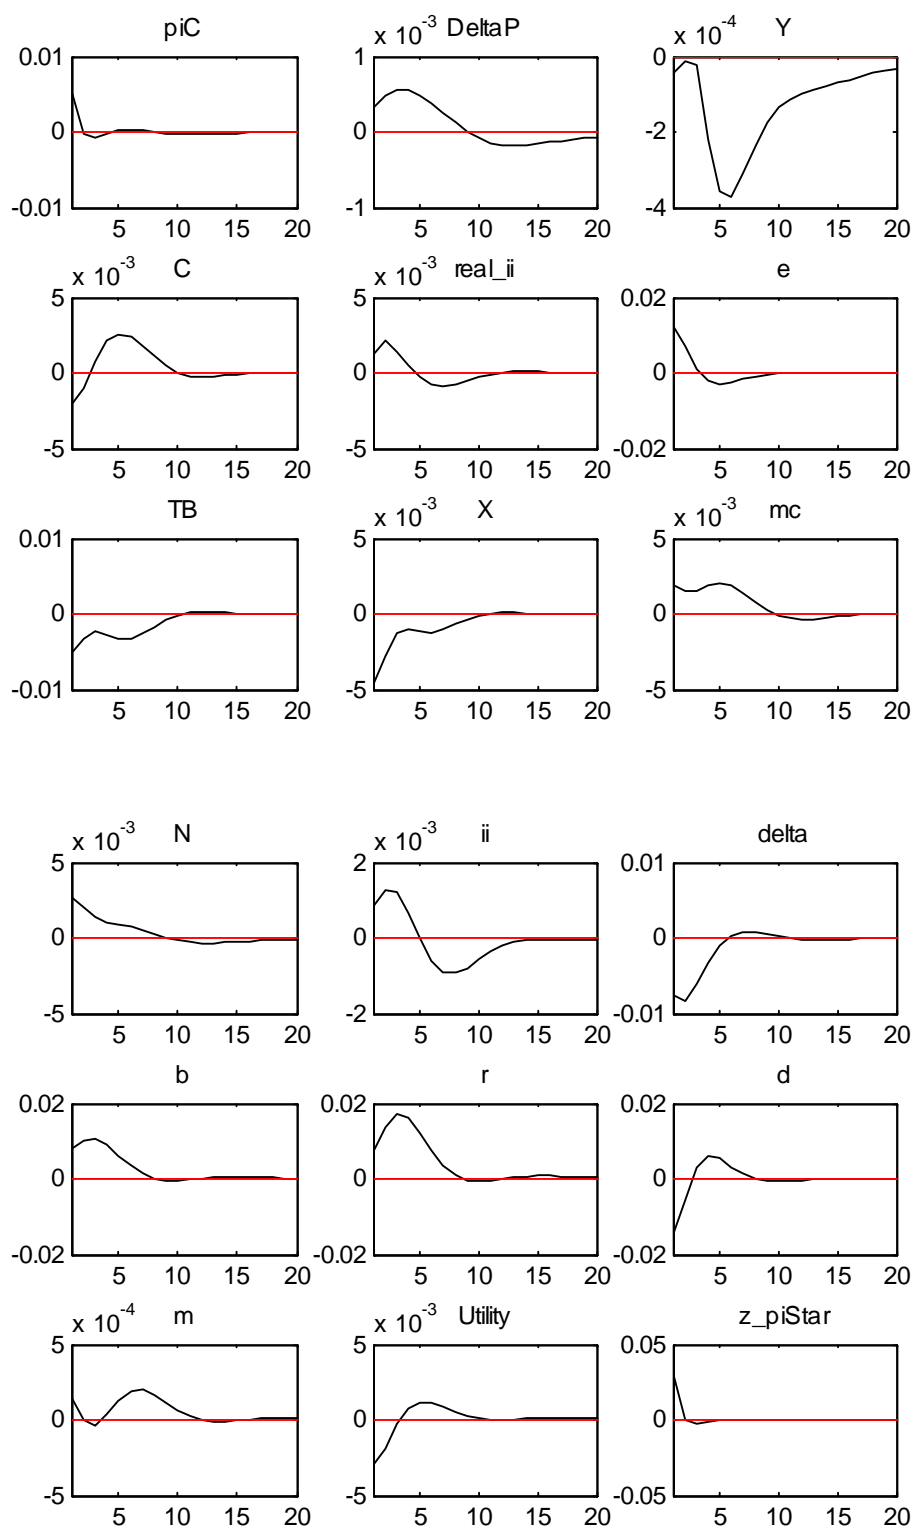 piC
0.01
0
-0.01
5 10 15 20
x 10^-3 DeltaP
1
0
-1
5 10 15 20
x 10^-4 Y
0
-2
-4
5 10 15 20
x 10^-3 C
5
0
-5
5 10 15 20
x 10^-3 real_ii
5
0
-5
5 10 15 20
e
0.02
0
-0.02
5 10 15 20
TB
0.01
0
-0.01
5 10 15 20
x 10^-3 X
5
0
-5
5 10 15 20
x 10^-3 mc
5
0
-5
5 10 15 20
x 10^-3 N
5
0
-5
5 10 15 20
x 10^-3 ii
2
0
-2
5 10 15 20
delta
0.01
0
-0.01
5 10 15 20
b
0.02
0
-0.02
5 10 15 20
r
0.02
0
-0.02
5 10 15 20
d
0.02
0
-0.02
5 10 15 20
x 10^-4 m
5
0
-5
5 10 15 20
x 10^-3 Utility
5
0
-5
5 10 15 20
z_piStar
0.05
0
-0.05
5 10 15 20